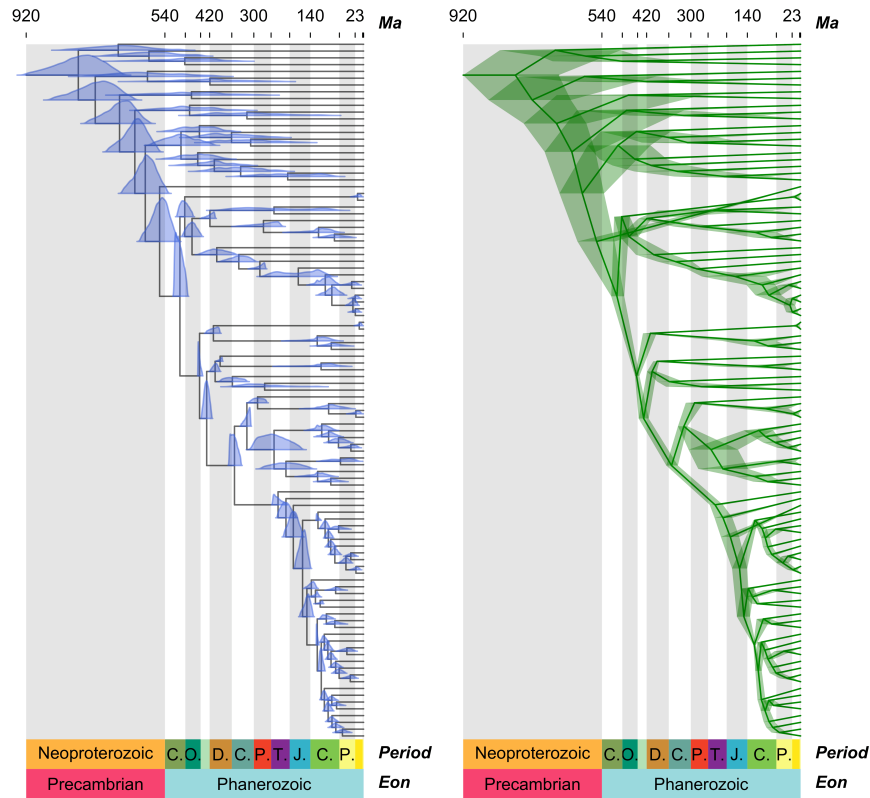 920 540 420 300 140 23 Ma 920 540 420 300 140 23 Ma
Neoproterozoic C. O. D. C. P. T. J. C. P. Period Neoproterozoic C. O. D. C. P. T. J. C. P. Period
Precambrian Phanerozoic Eon Precambrian Phanerozoic Eon